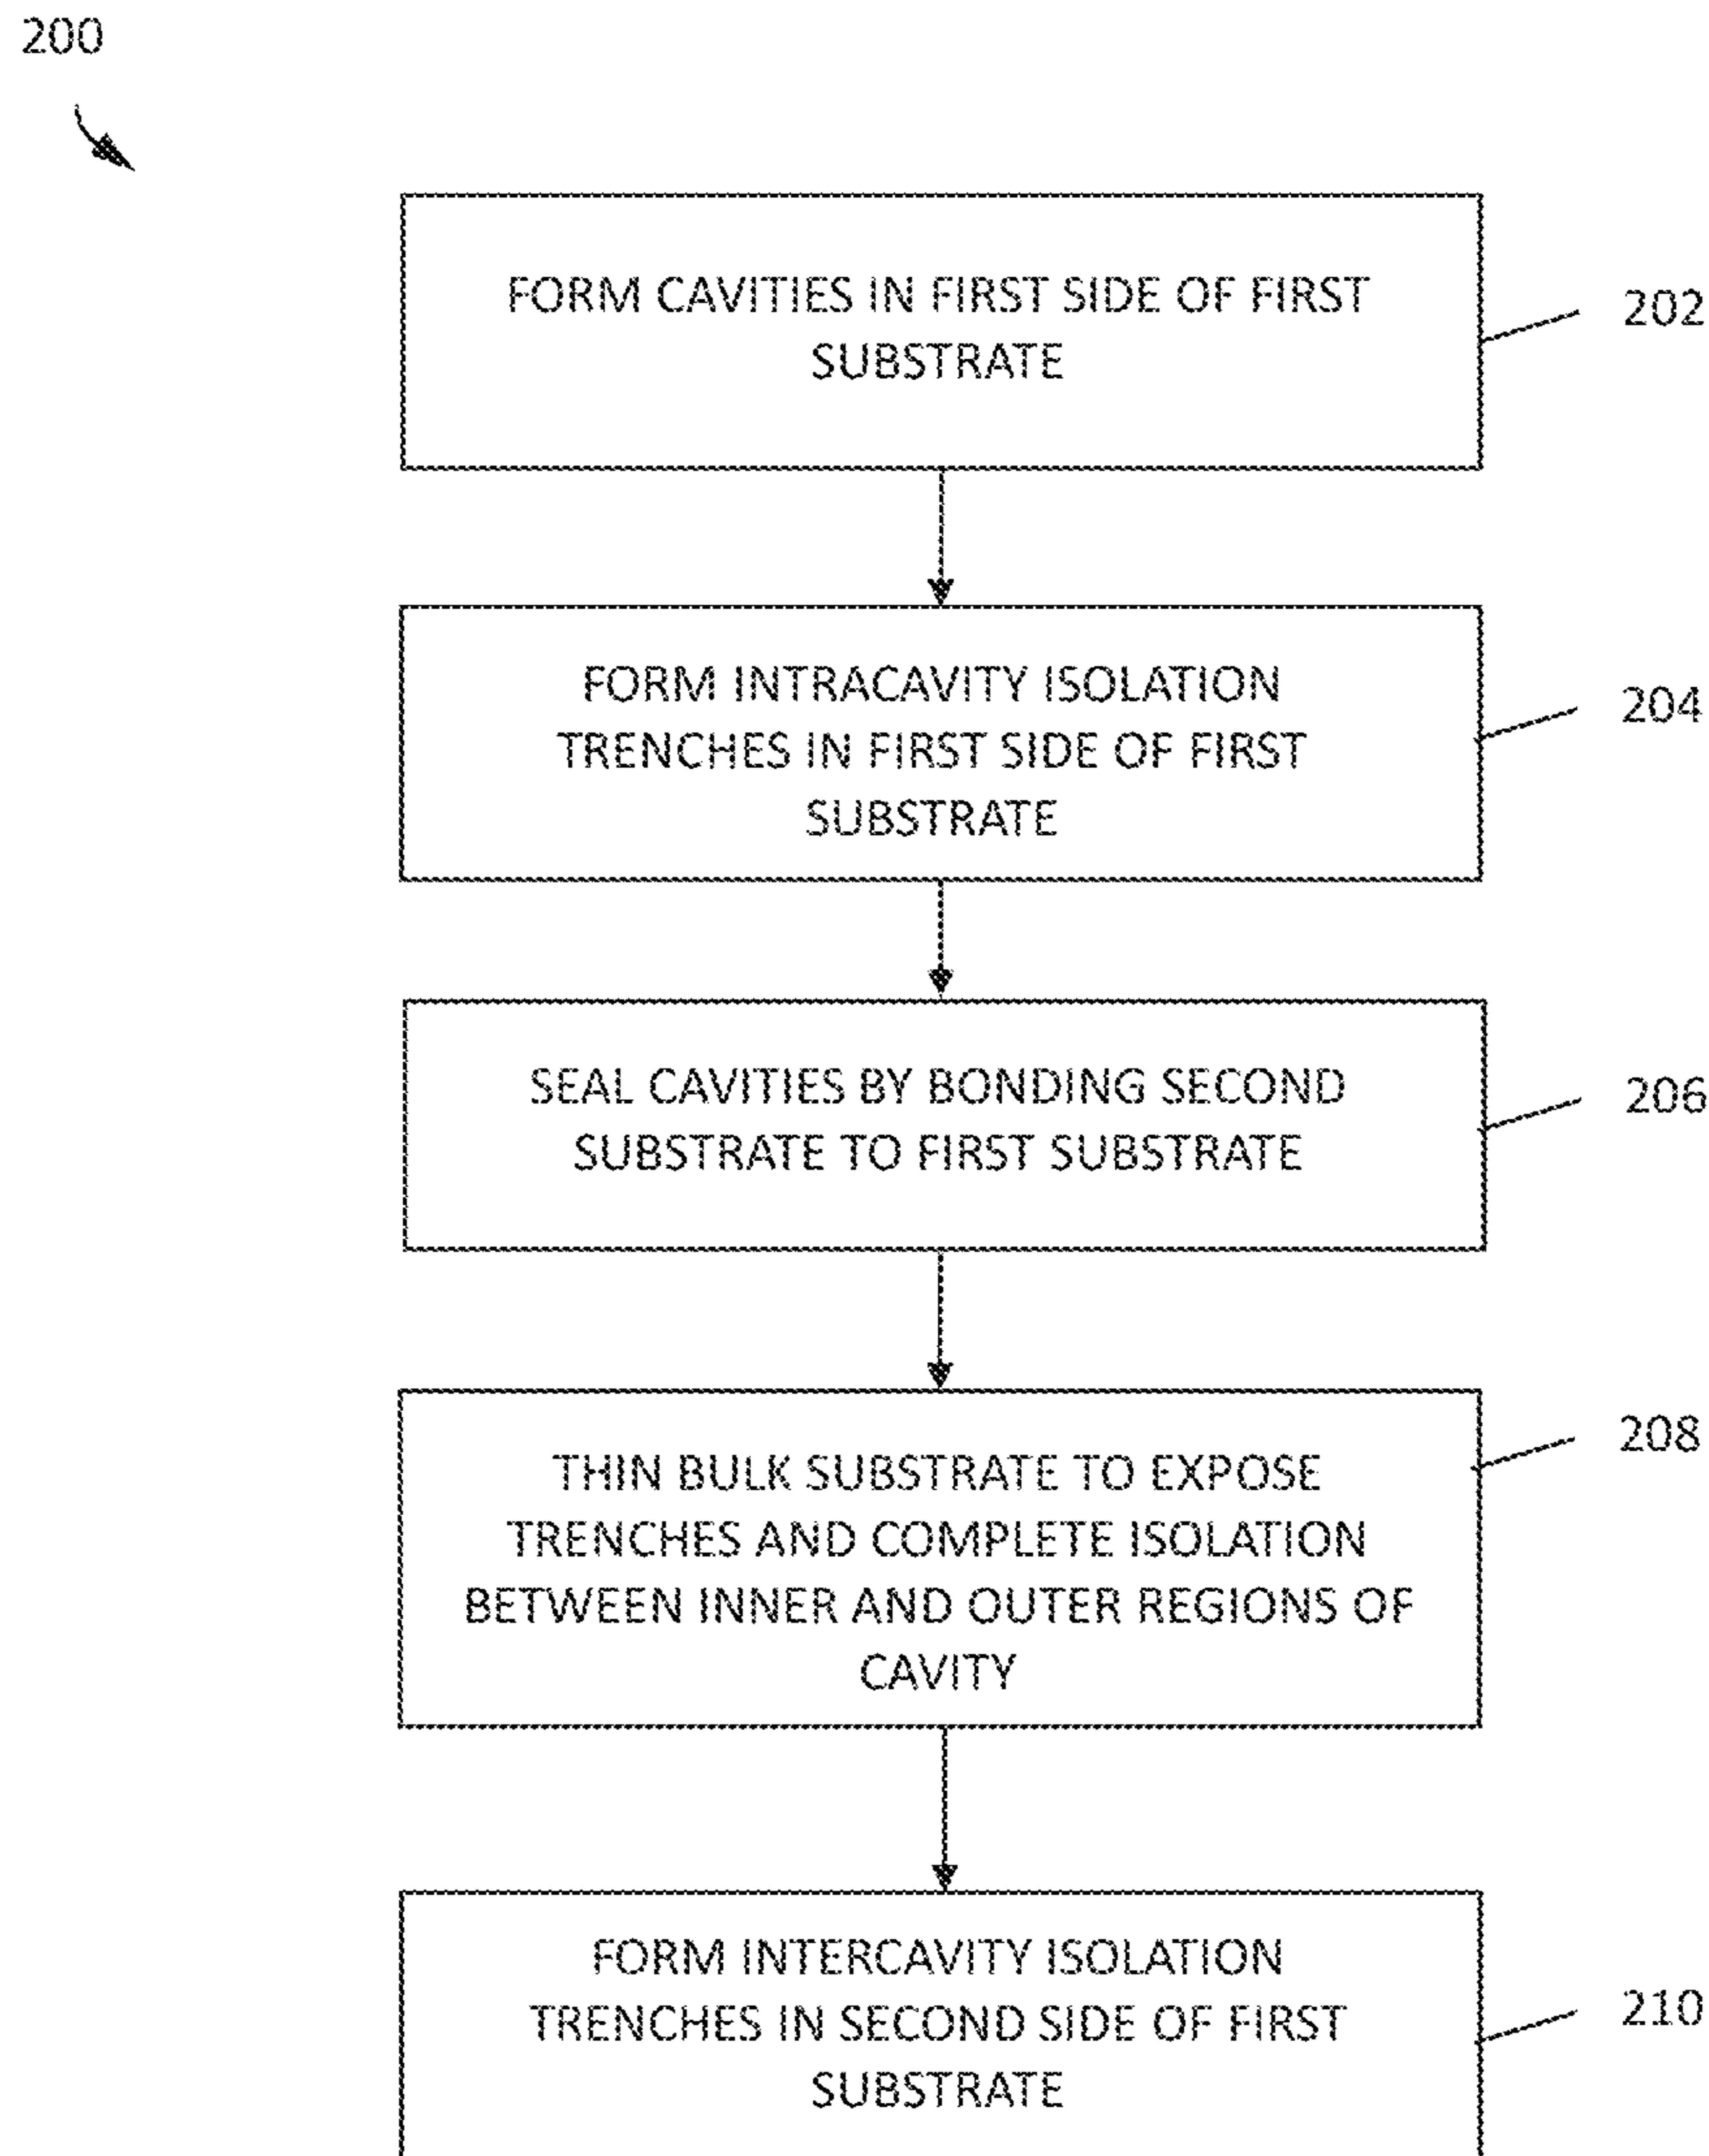 200
FORM CAVITIES IN FIRST SIDE OF FIRST
SUBSTRATE
202
FORM INTRACAVITY ISOLATION
TRENCHES IN FIRST SIDE OF FIRST
SUBSTRATE
204
SEAL CAVITIES BY BONDING SECOND
SUBSTRATE TO FIRST SUBSTRATE
206
THIN BULK SUBSTRATE TO EXPOSE
TRENCHES AND COMPLETE ISOLATION
BETWEEN INNER AND OUTER REGIONS OF
CAVITY
208
FORM INTERCAVITY ISOLATION
TRENCHES IN SECOND SIDE OF FIRST
SUBSTRATE
210